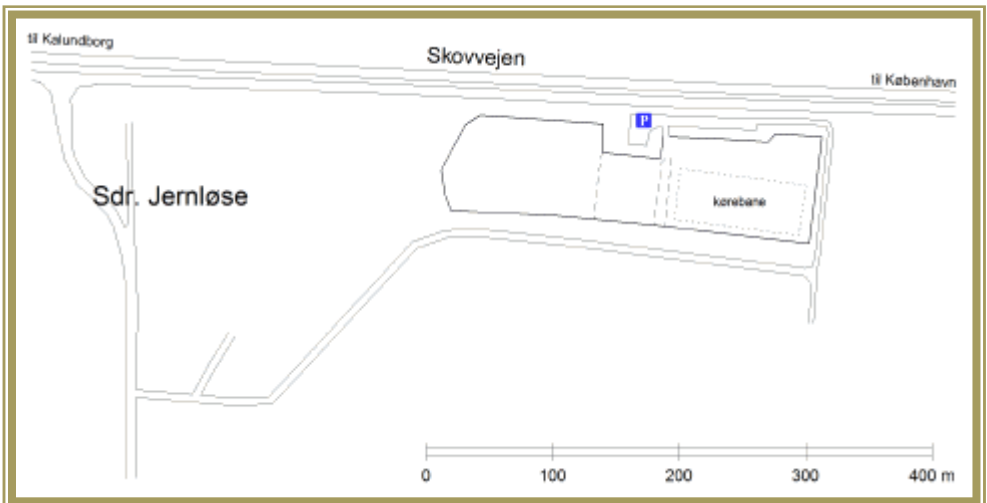 til Kalundborg
Skovvejen
til København
P
Sdr. Jernløse
kørebane
0 100 200 300 400 m